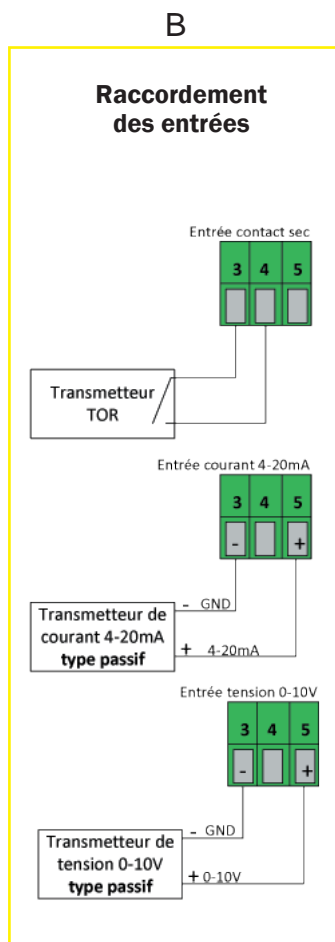 B
Raccordement
des entrées
Entrée contact sec
3 4 5
Transmetteur
TOR
Entrée courant 4-20mA
3 4 5
- +
- GND
Transmetteur de
courant 4-20mA
type passif
+ 4-20mA
Entrée tension 0-10V
3 4 5
- +
- GND
Transmetteur de
tension 0-10V
type passif
+ 0-10V